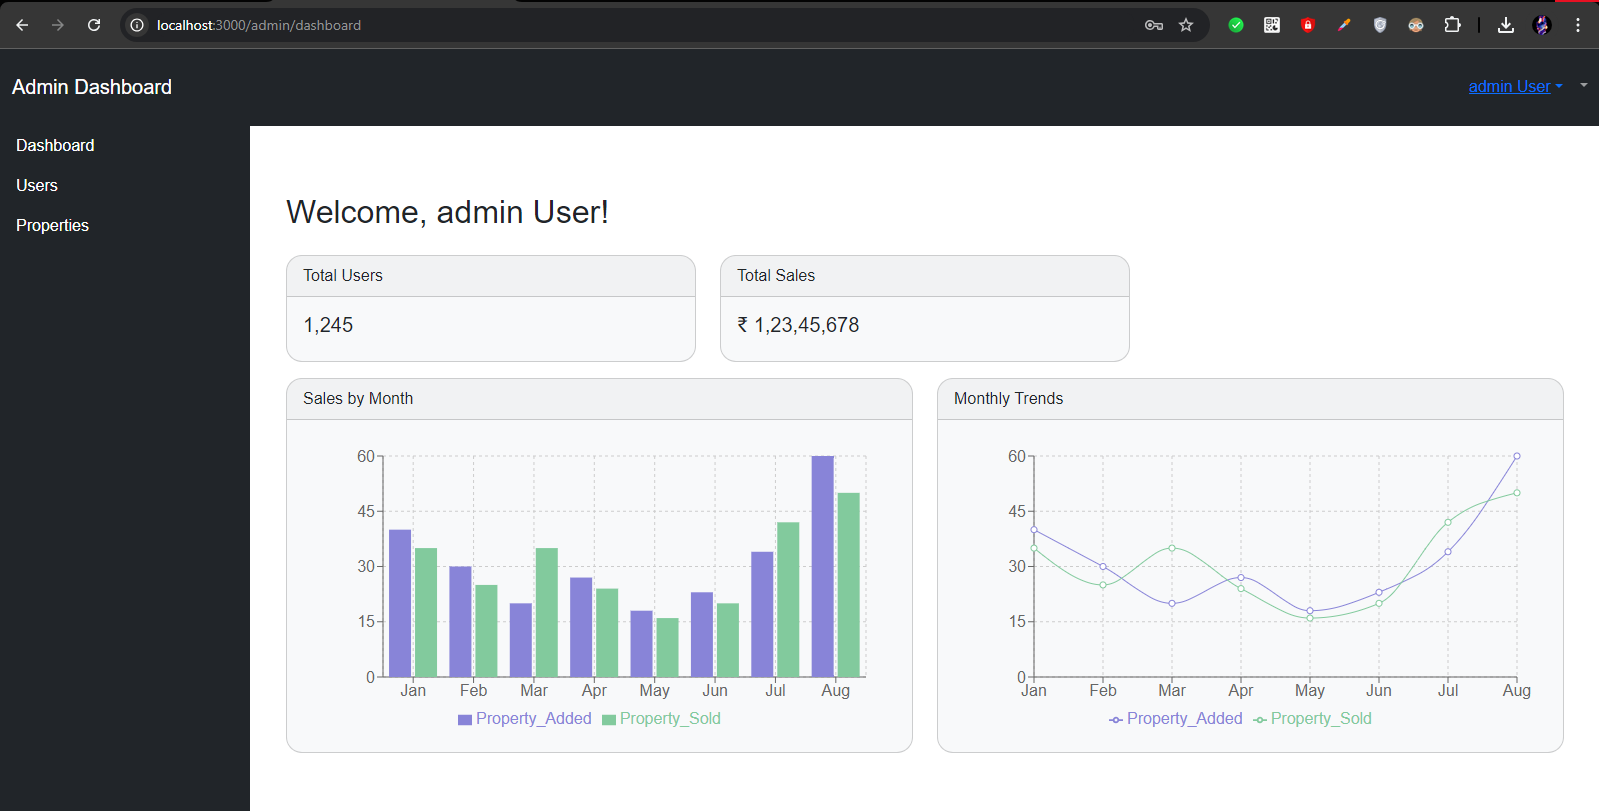 localhost:3000/admin/dashboard
Admin Dashboard
admin User
Dashboard
Users
Properties
Welcome, admin User!
Total Users
1,245
Total Sales
₹ 1,23,45,678
Sales by Month
60
45
30
15
0
Jan Feb Mar Apr May Jun Jul Aug
Property_Added Property_Sold
Monthly Trends
60
45
30
15
0
Jan Feb Mar Apr May Jun Jul Aug
Property_Added Property_Sold